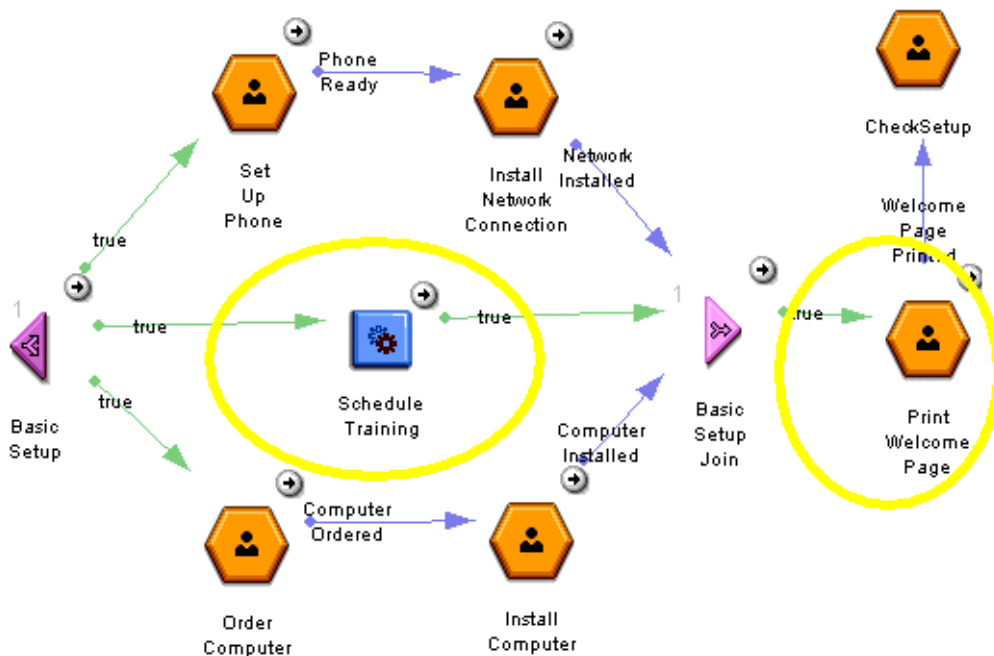 Phone
Ready
Set
Up
Phone
Install
Network
Connection
Network
Installed
CheckSetup
Welcome
Page
Printed
true
1
true
Basic
Setup
true
Schedule
Training
true
1
Basic
Setup
Join
true
Print
Welcome
Page
Computer
Installed
Computer
Ordered
Order
Computer
Install
Computer